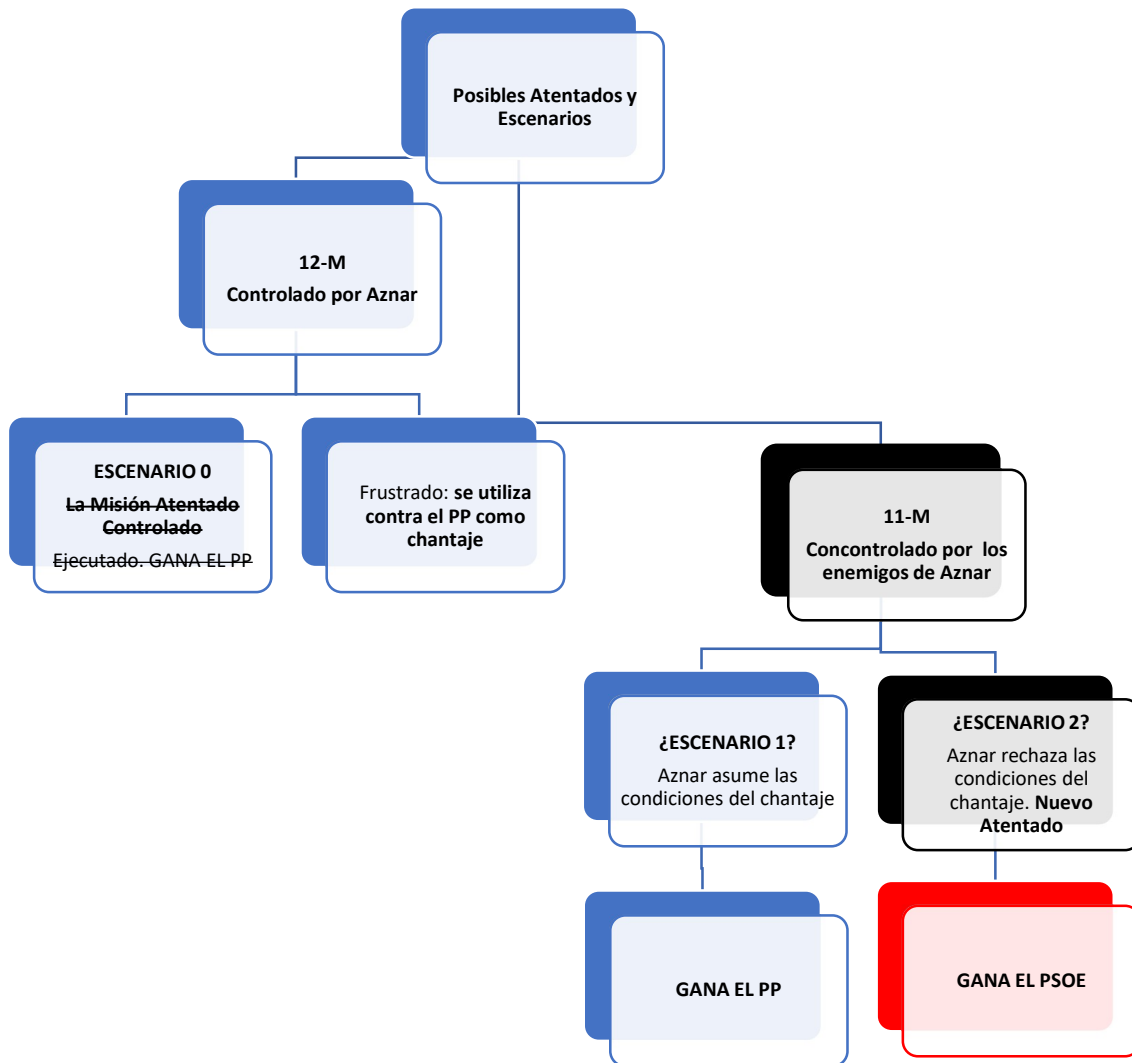 Posibles Atentados y
Escenarios
12-M
Controlado por Aznar
ESCENARIO 0
La Misión Atentado
Controlado
Ejecutado. GANA EL PP
Frustrado: se utiliza
contra el PP como
chantaje
11-M
Concontrolado por los
enemigos de Aznar
¿ESCENARIO 1?
Aznar asume las
condiciones del chantaje
¿ESCENARIO 2?
Aznar rechaza las
condiciones del
chantaje. Nuevo
Atentado
GANA EL PP
GANA EL PSOE